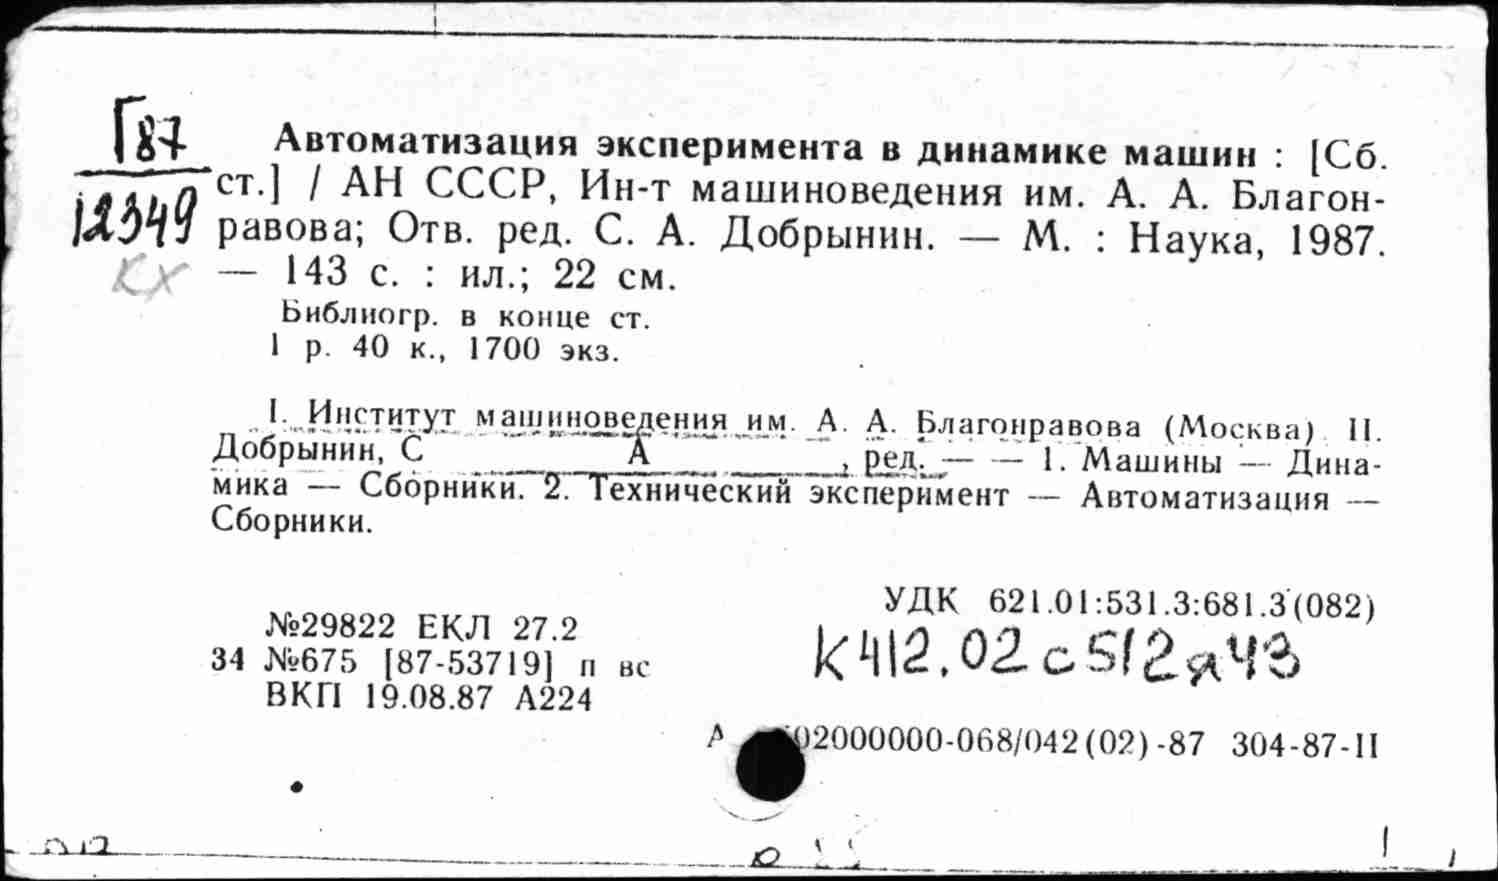 Г87
12349
кх
Автоматизация эксперимента в динамике машин : [Сб.
ст.] / АН СССР, Ин-т машиноведения им. А. А. Благон-
равова; Отв. ред. С. А. Добрынин. — М. : Наука, 1987.
— 143 с. : ил.; 22 см.
Библиогр. в конце ст.
1 р. 40 к., 1700 экз.
I. Институт машиноведения им. А. А. Благонравова (Москва) II.
Добрынин, С А , ред. — — 1. Машины — Дина-
мика — Сборники. 2. Технический эксперимент — Автоматизация —
Сборники.
УДК 621.01:531.3:681.3(082)
№29822 ЕКЛ 27.2
34 №675 [87-53719] п вс
ВКП 19.08.87 А224
К412.02с512я43
02000000-068/042(02)-87 304-87-II